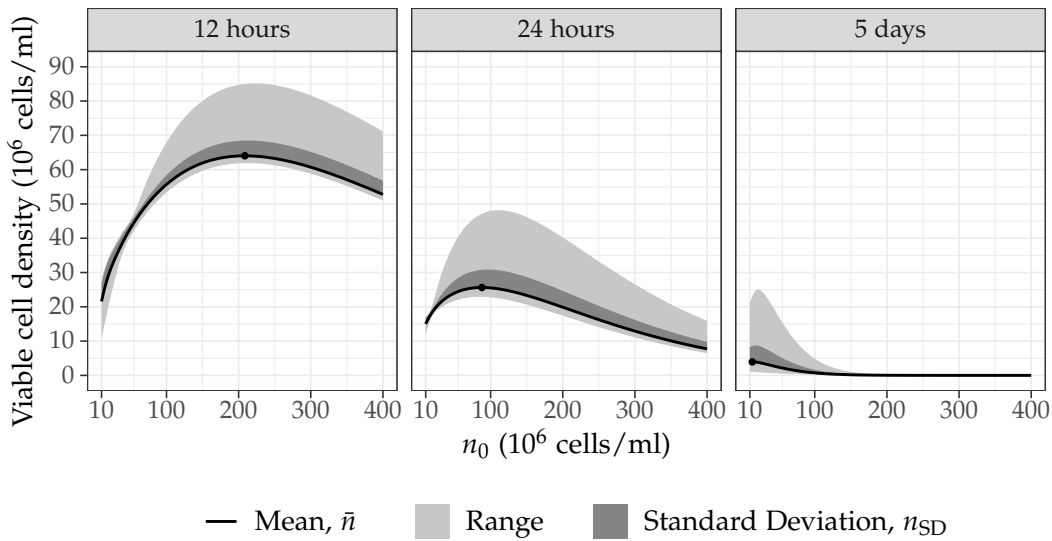 12 hours 24 hours 5 days
Viable cell density (10⁶ cells/ml)
90
80
70
60
50
40
30
20
10
0
10 100 200 300 400 10 100 200 300 400 10 100 200 300 400
n₀ (10⁶ cells/ml)
Mean, n̄ Range Standard Deviation, n_SD